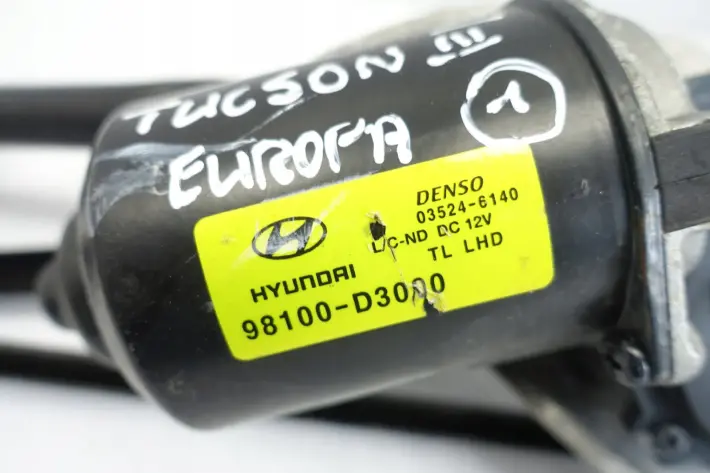 TUCSON III
EUROPA
1
DENSO
03524-6140
L/C-ND DC 12V
TL LHD
HYUNDAI
98100-D3000